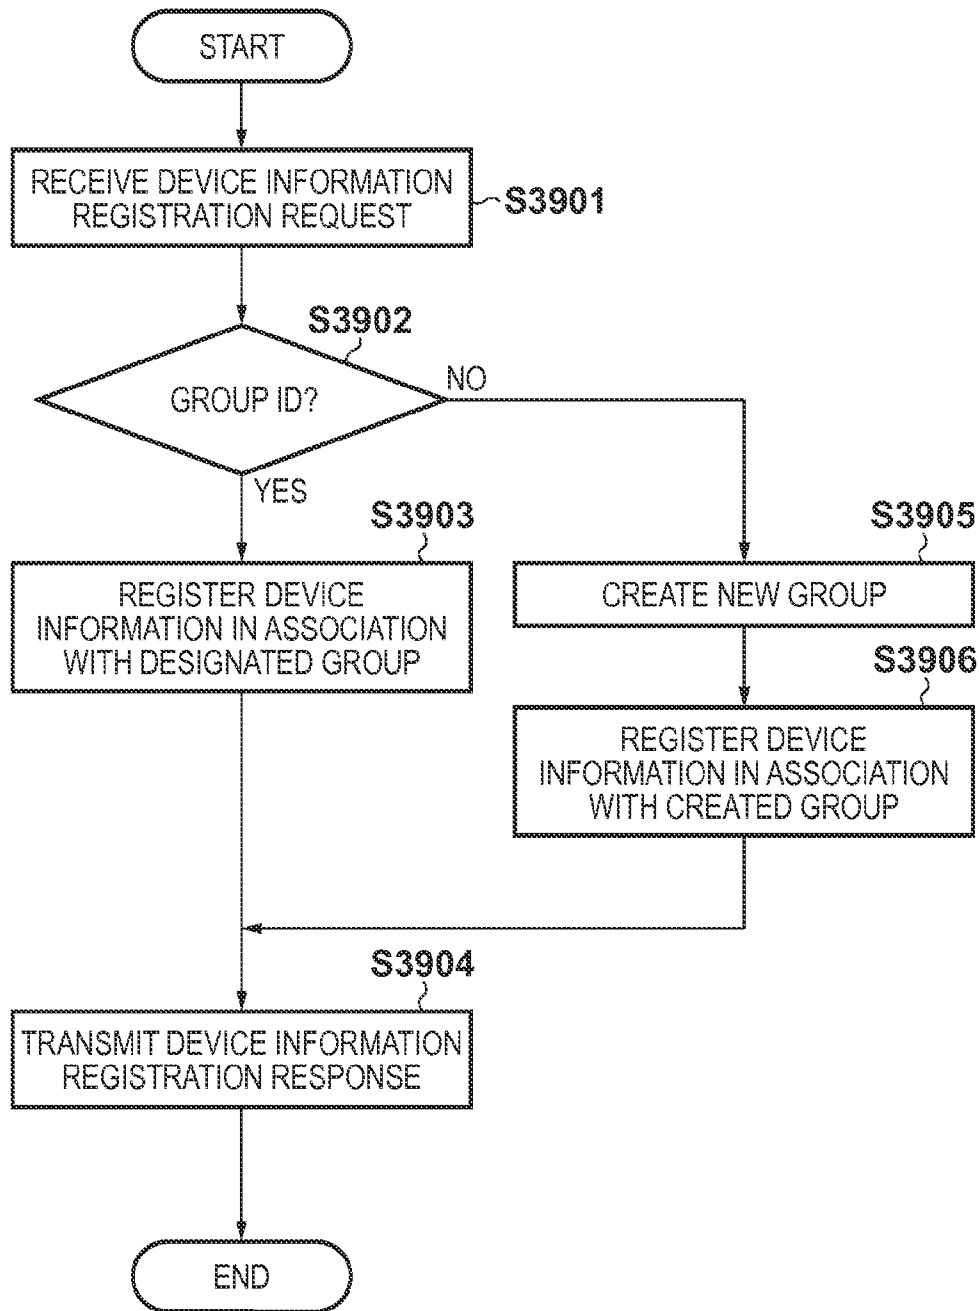 START
RECEIVE DEVICE INFORMATION
REGISTRATION REQUEST
S3901
S3902
GROUP ID?
NO
YES
S3903
REGISTER DEVICE
INFORMATION IN ASSOCIATION
WITH DESIGNATED GROUP
S3905
CREATE NEW GROUP
S3906
REGISTER DEVICE
INFORMATION IN ASSOCIATION
WITH CREATED GROUP
S3904
TRANSMIT DEVICE INFORMATION
REGISTRATION RESPONSE
END